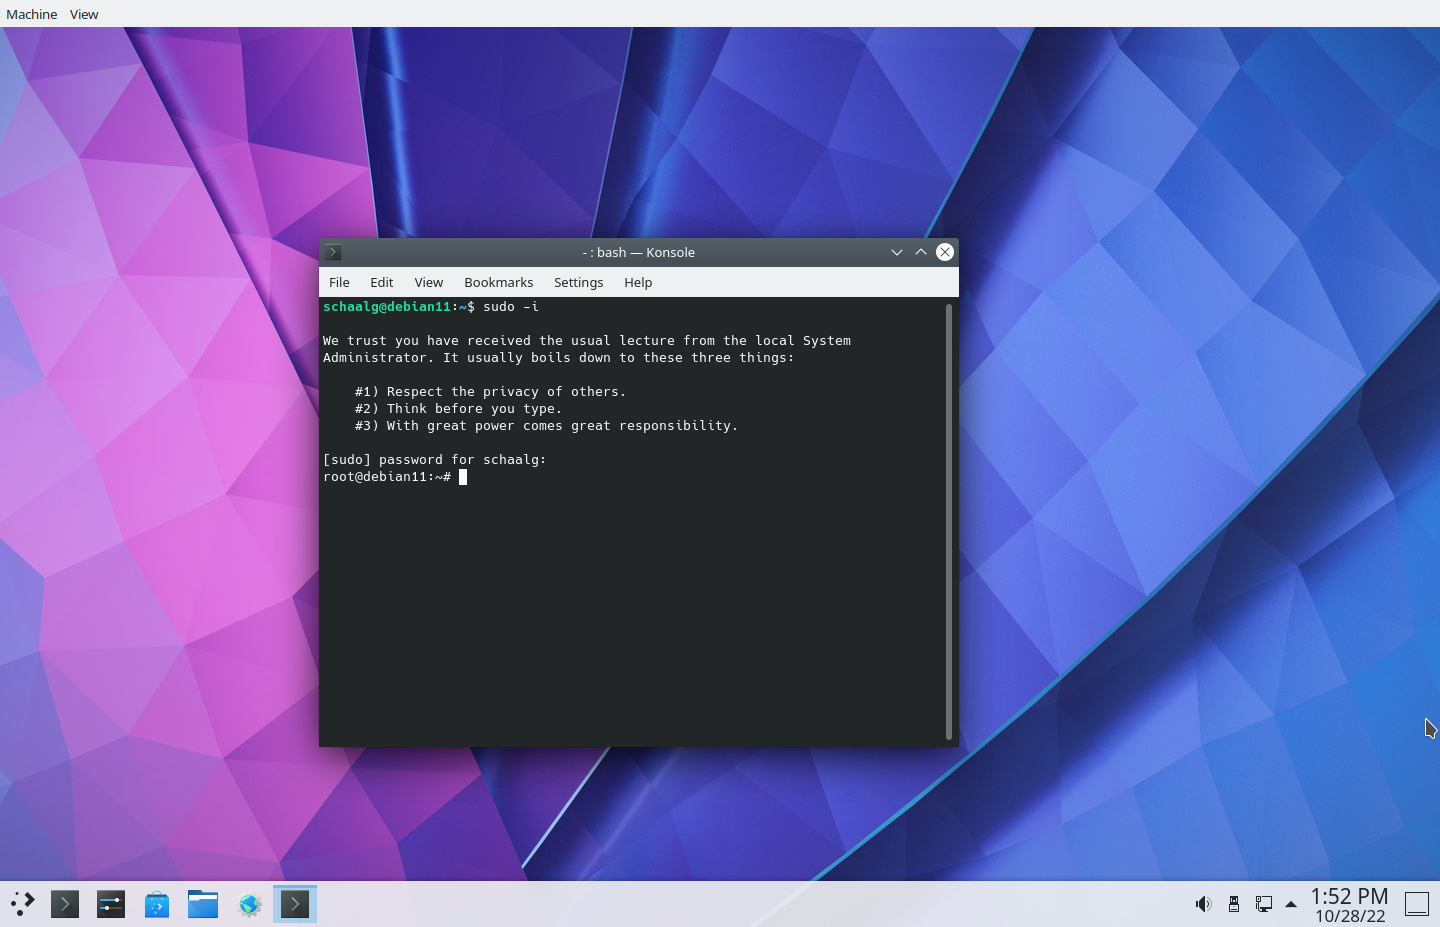 Machine View
- : bash — Konsole
File Edit View Bookmarks Settings Help
schaalg@debian11:~$ sudo -i
We trust you have received the usual lecture from the local System
Administrator. It usually boils down to these three things:
#1) Respect the privacy of others.
#2) Think before you type.
#3) With great power comes great responsibility.
[sudo] password for schaalg:
root@debian11:~#
1:52 PM
10/28/22